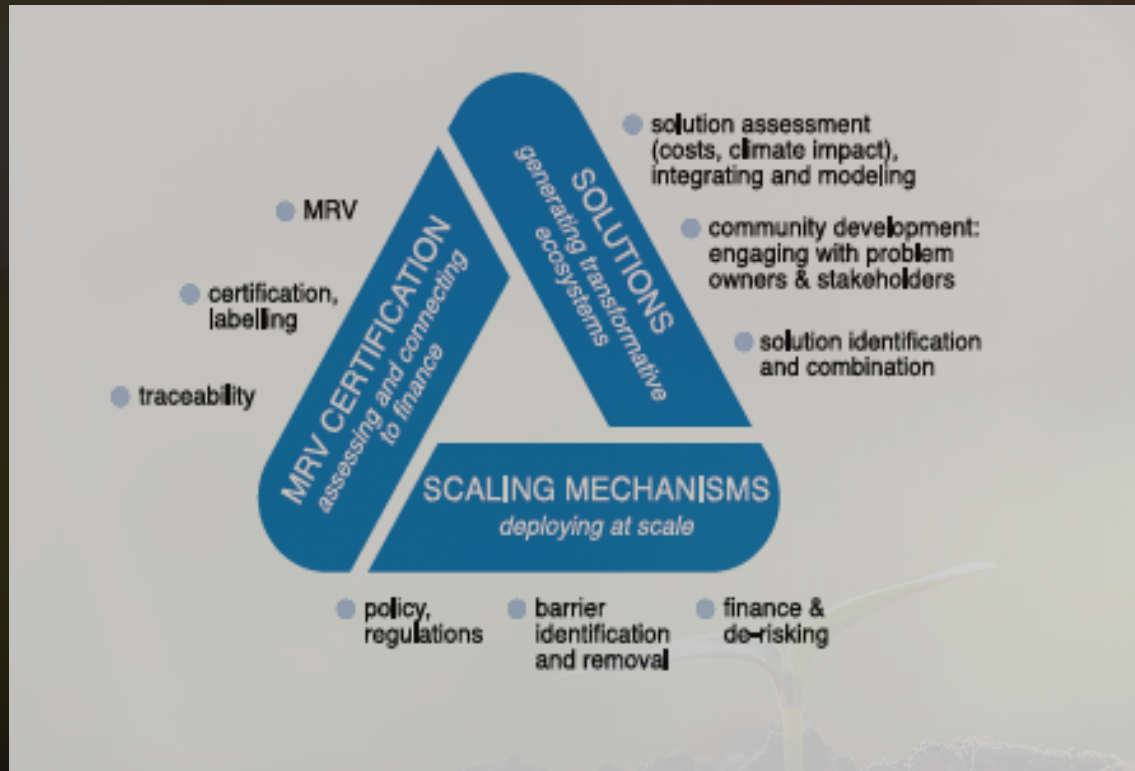 solution assessment
(costs, climate impact),
integrating and modeling
SOLUTIONS
generating transformative
ecosystems
community development:
engaging with problem
owners & stakeholders
solution identification
and combination
MRV
certification,
labelling
traceability
MRV CERTIFICATION
assessing and connecting
to finance
SCALING MECHANISMS
deploying at scale
policy,
regulations
barrier
identification
and removal
finance &
de-risking